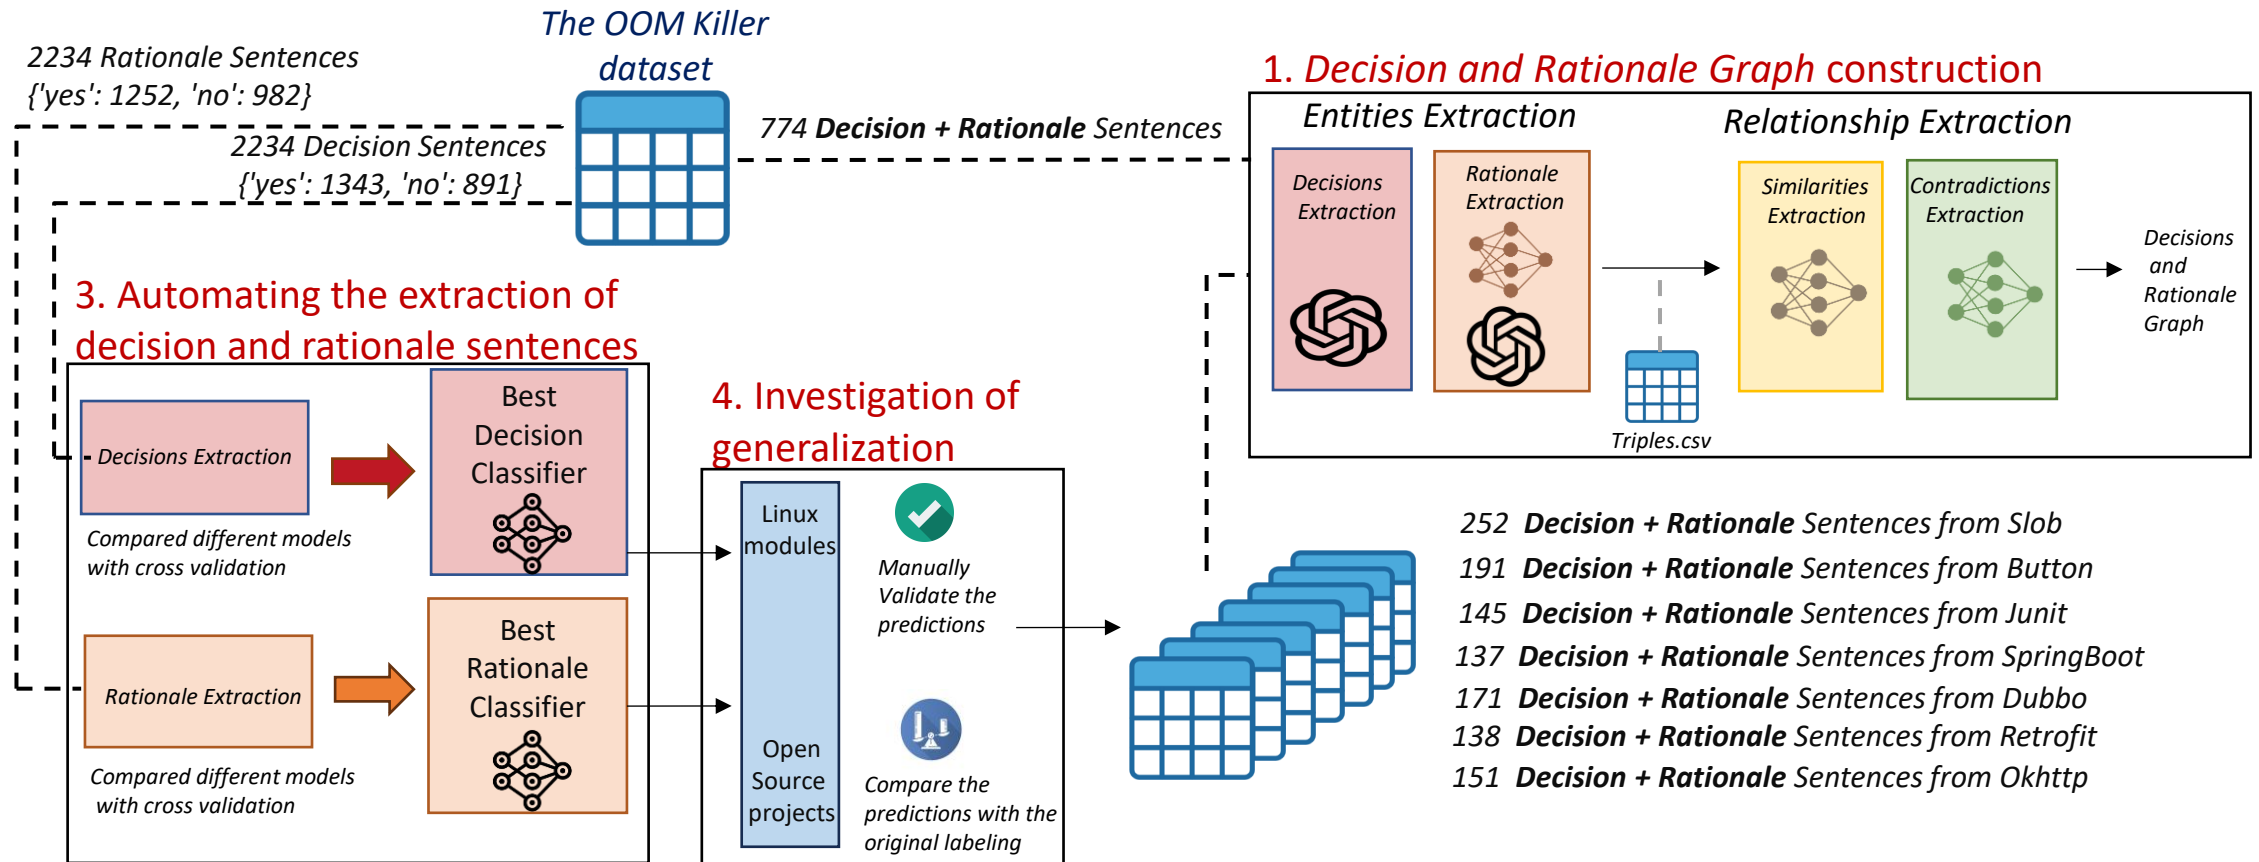 The OOM Killer
dataset
2234 Rationale Sentences
{'yes': 1252, 'no': 982}
2234 Decision Sentences
{'yes': 1343, 'no': 891}
774 Decision + Rationale Sentences
1. Decision and Rationale Graph construction
Entities Extraction
Relationship Extraction
Decisions
Extraction
Rationale
Extraction
Similarities
Extraction
Contradictions
Extraction
Decisions
and
Rationale
Graph
Triples.csv
3. Automating the extraction of
decision and rationale sentences
Decisions Extraction
Compared different models
with cross validation
Best
Decision
Classifier
Rationale Extraction
Compared different models
with cross validation
Best
Rationale
Classifier
4. Investigation of
generalization
Linux
modules
Open
Source
projects
Manually
Validate the
predictions
Compare the
predictions with the
original labeling
252 Decision + Rationale Sentences from Slob
191 Decision + Rationale Sentences from Button
145 Decision + Rationale Sentences from Junit
137 Decision + Rationale Sentences from SpringBoot
171 Decision + Rationale Sentences from Dubbo
138 Decision + Rationale Sentences from Retrofit
151 Decision + Rationale Sentences from Okhttp